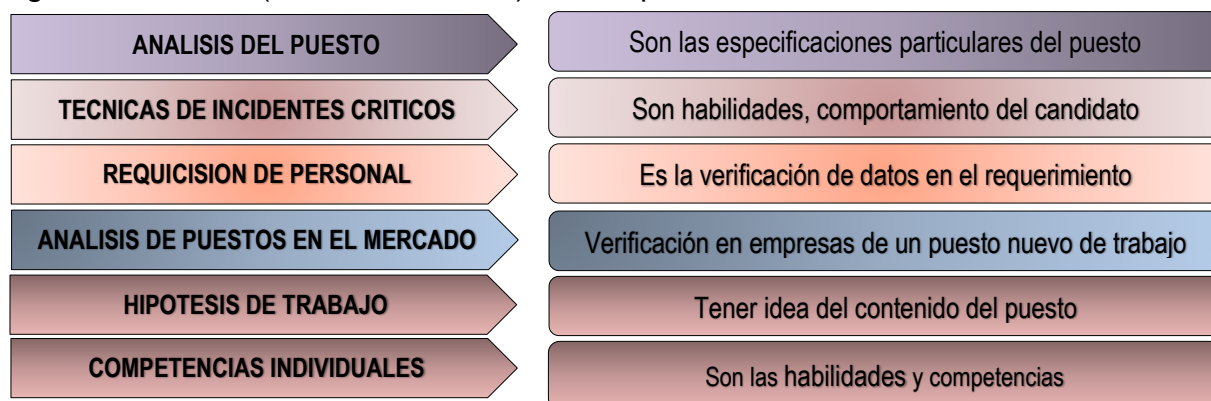 ANALISIS DEL PUESTO
Son las especificaciones particulares del puesto
TECNICAS DE INCIDENTES CRITICOS
Son habilidades, comportamiento del candidato
REQUICISION DE PERSONAL
Es la verificación de datos en el requerimiento
ANALISIS DE PUESTOS EN EL MERCADO
Verificación en empresas de un puesto nuevo de trabajo
HIPOTESIS DE TRABAJO
Tener idea del contenido del puesto
COMPETENCIAS INDIVIDUALES
Son las habilidades y competencias